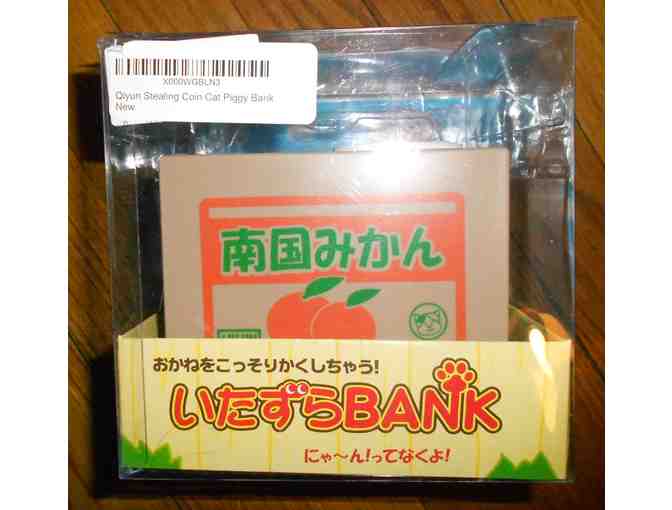 X000WGBLN3
Qiyun Stealing Coin Cat Piggy Bank
New
南国みかん
おかねをこっそりかくしちゃう!
いたずらBANK
にゃ〜ん!ってなくよ!